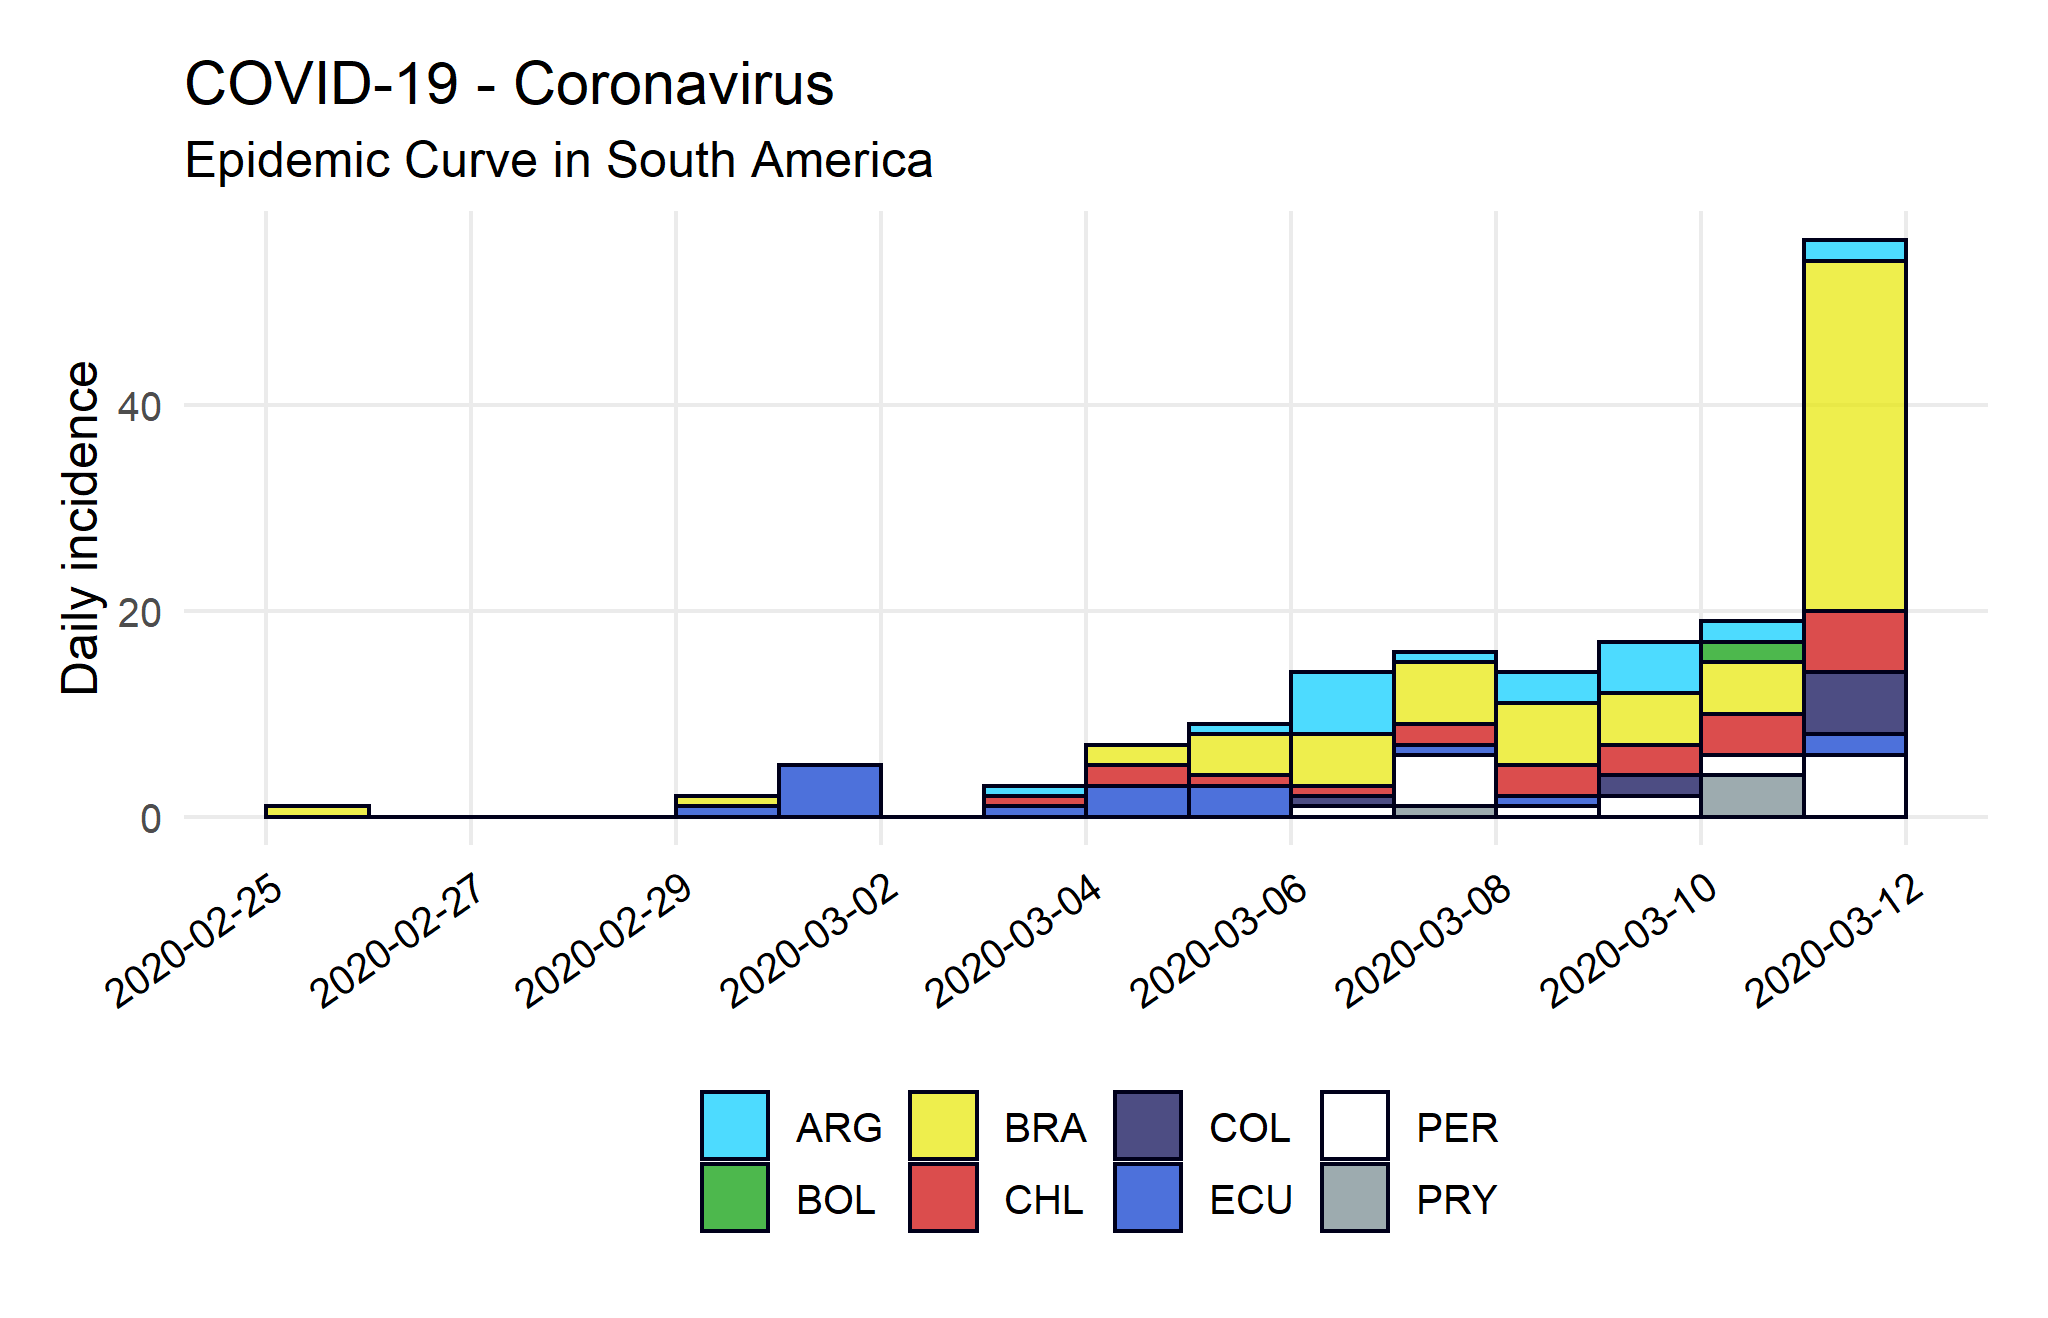 COVID-19 - Coronavirus
Epidemic Curve in South America
Daily incidence
40
20
0
2020-02-25
2020-02-27
2020-02-29
2020-03-02
2020-03-04
2020-03-06
2020-03-08
2020-03-10
2020-03-12
ARG BRA COL PER
BOL CHL ECU PRY